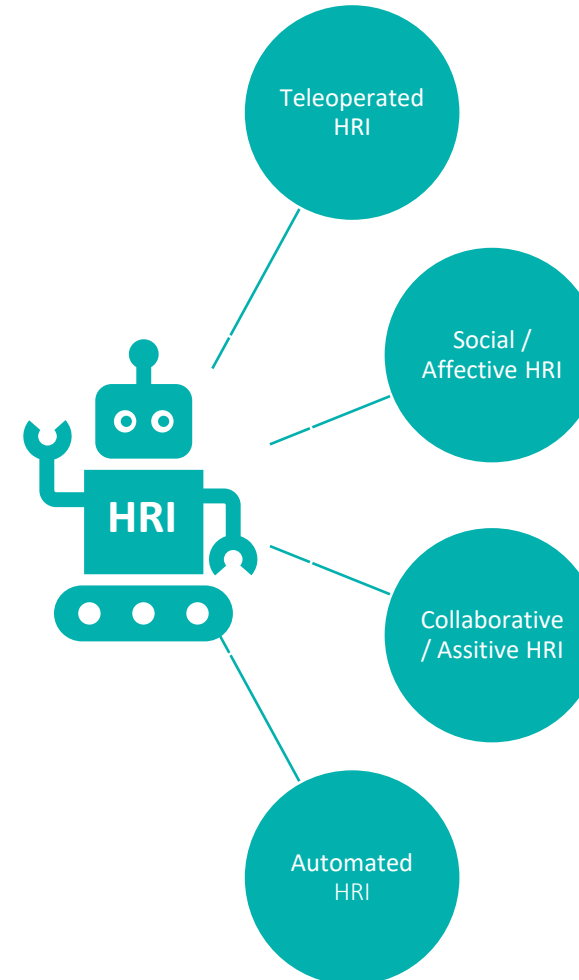 Teleoperated
HRI
Social /
Affective HRI
HRI
Collaborative
/ Assitive HRI
Automated
HRI